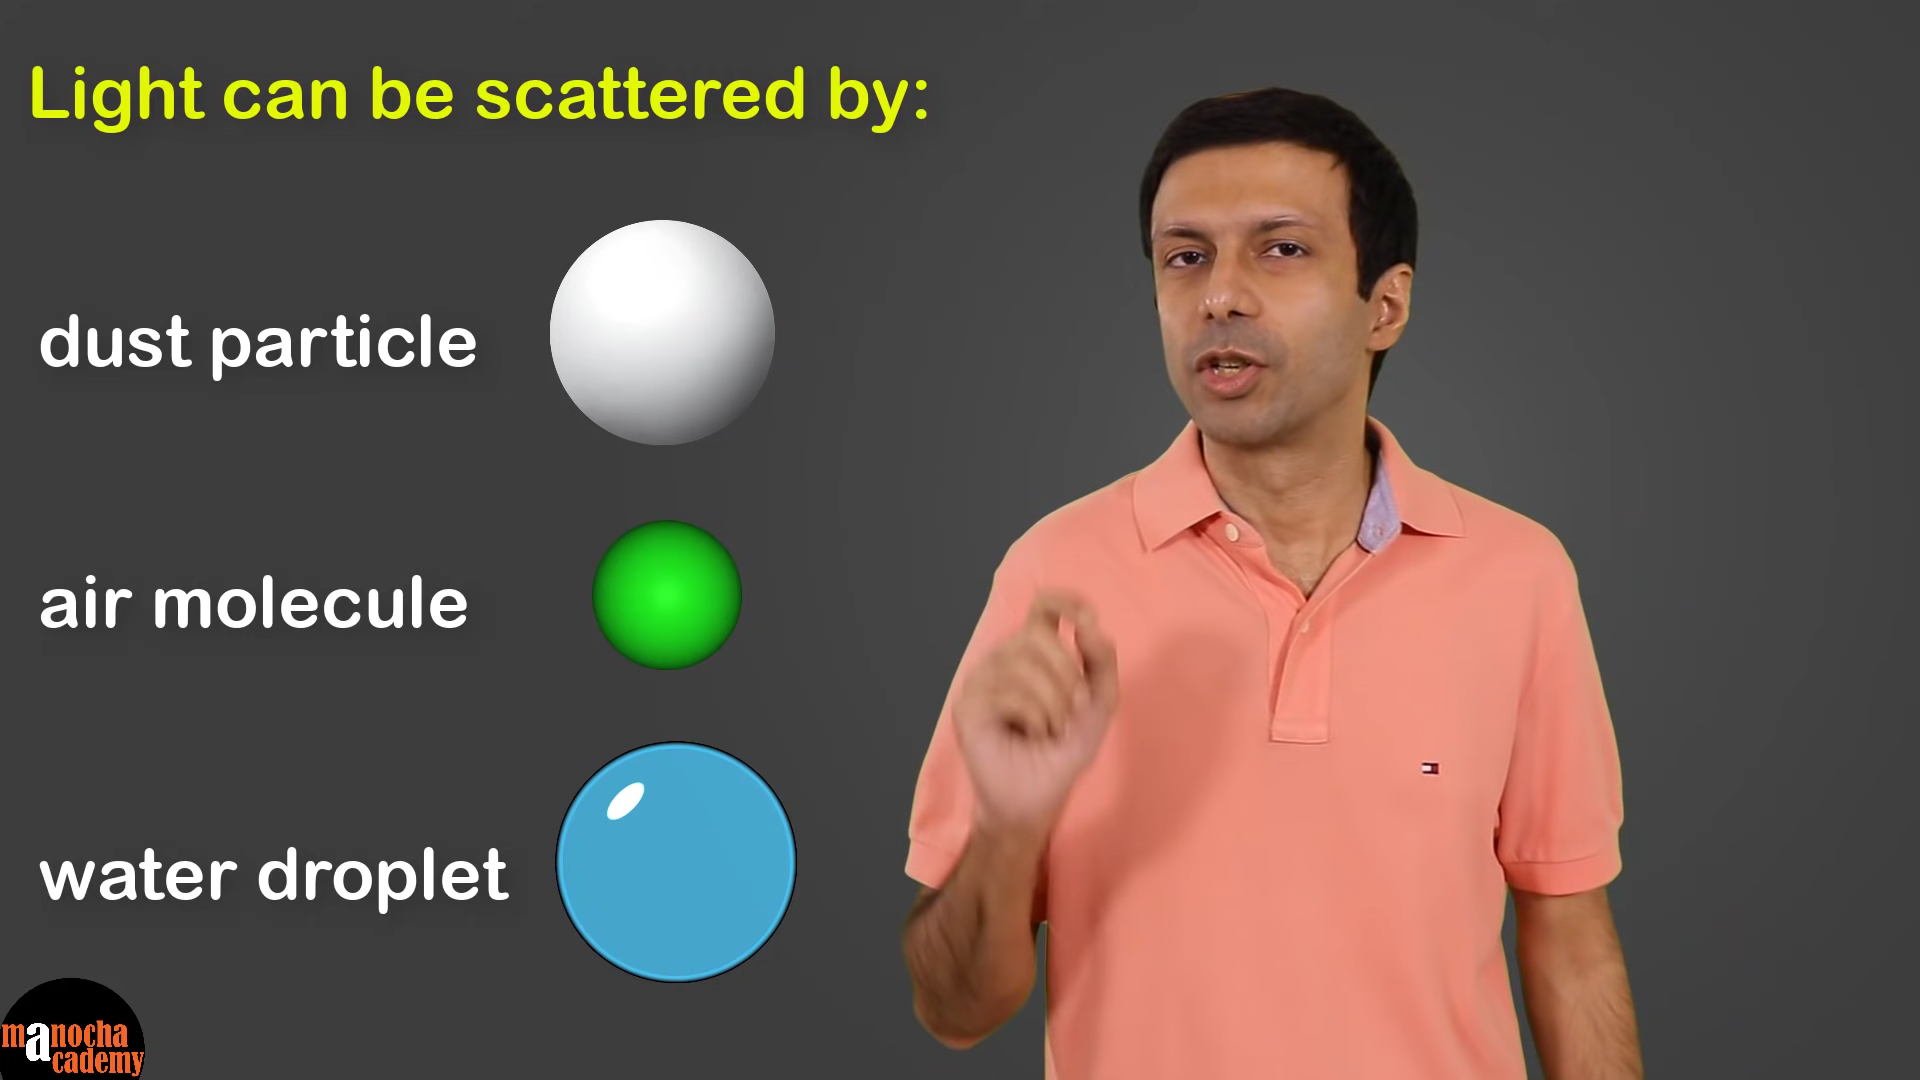 Light can be scattered by:
dust particle
air molecule
water droplet
manocha
academy